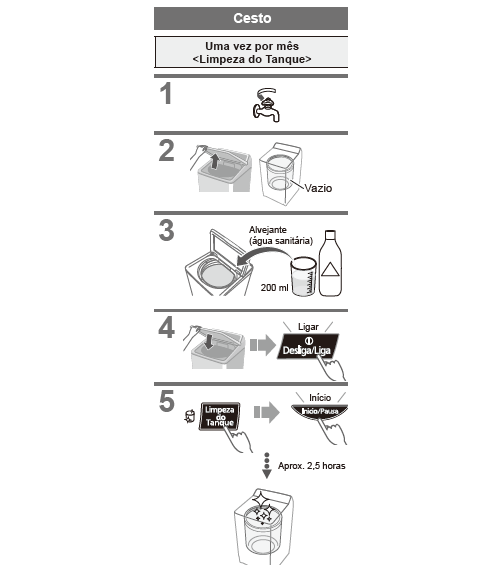 Cesto
Uma vez por mês
<Limpeza do Tanque>
1
2
Vazio
3
Alvejante
(água sanitária)
200 ml
4
Ligar
Desliga/Liga
5
Limpeza
do
Tanque
Início
Início/Pausa
Aprox. 2,5 horas